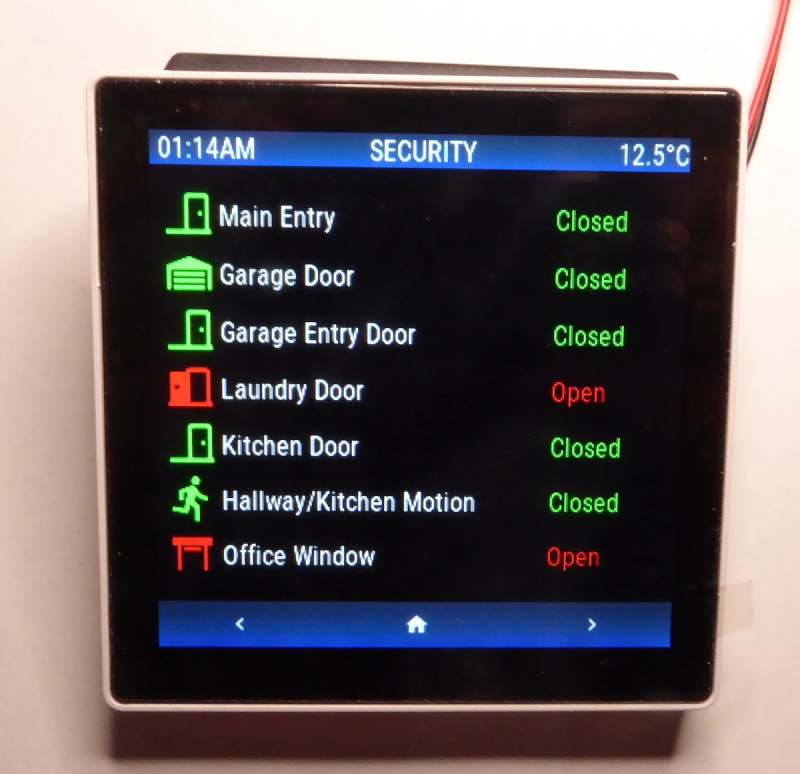 01:14AM SECURITY 12.5°C
Main Entry Closed
Garage Door Closed
Garage Entry Door Closed
Laundry Door Open
Kitchen Door Closed
Hallway/Kitchen Motion Closed
Office Window Open
< >